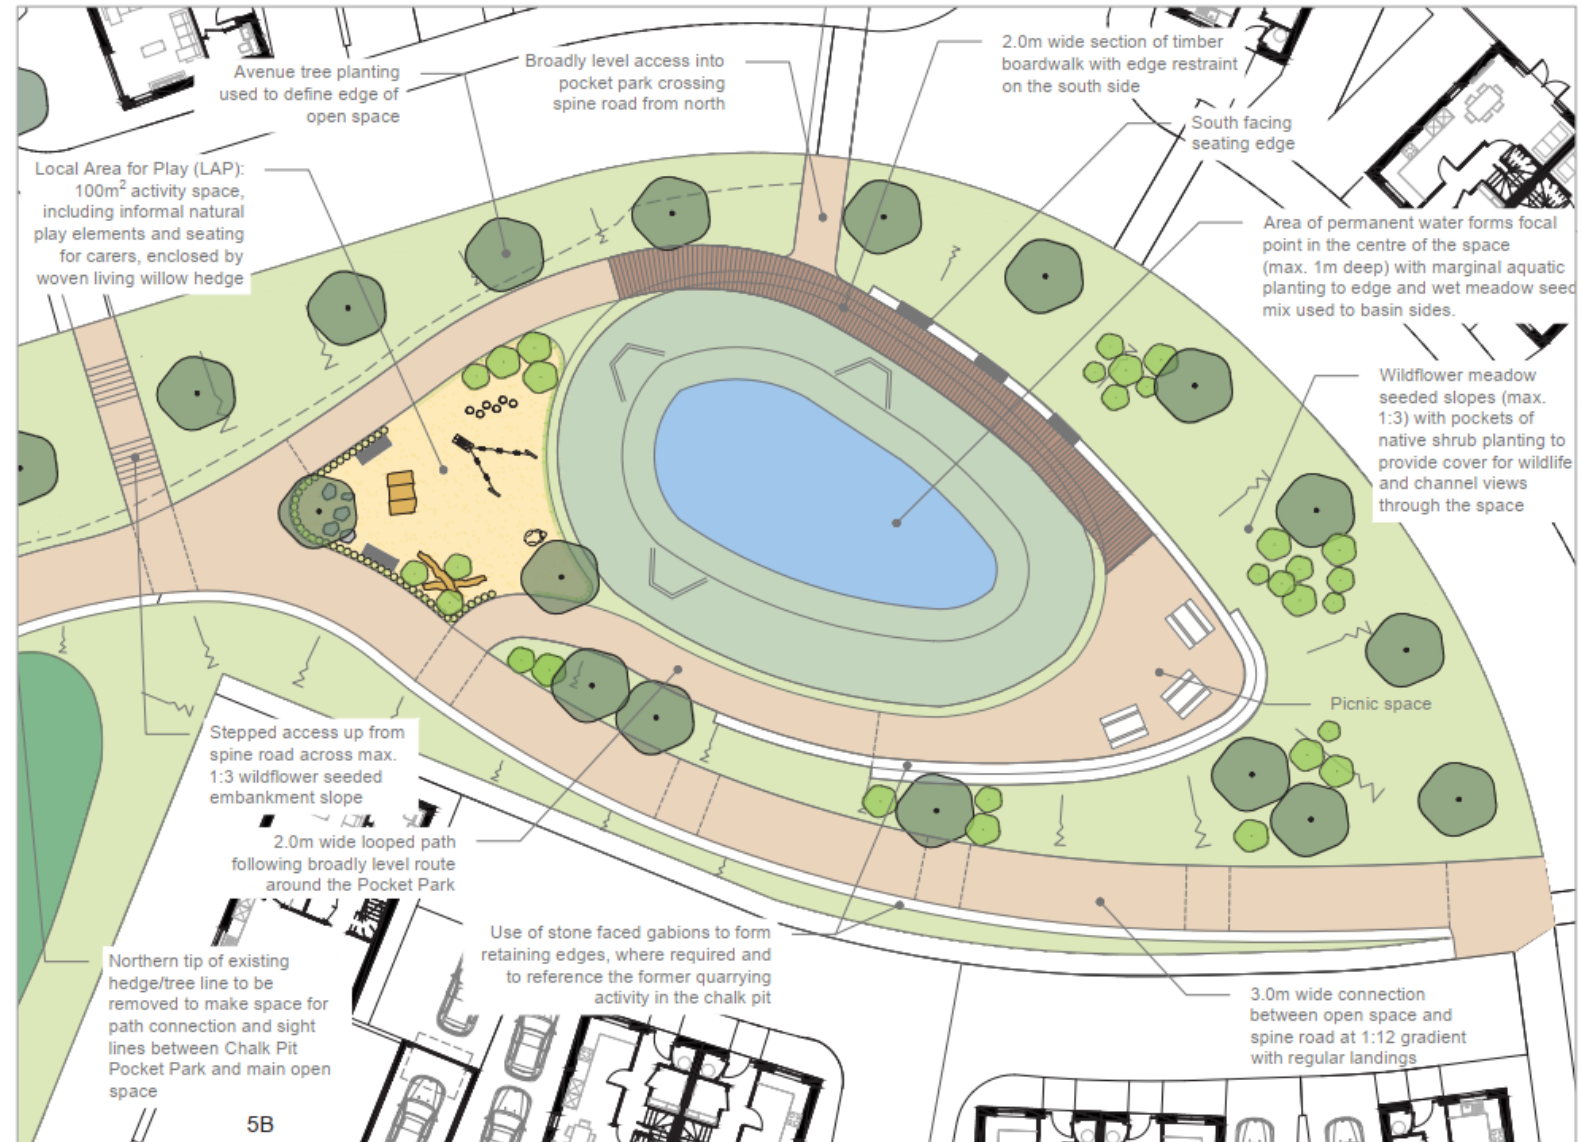 Avenue tree planting
used to define edge of
open space
Broadly level access into
pocket park crossing
spine road from north
2.0m wide section of timber
boardwalk with edge restraint
on the south side
South facing
seating edge
Local Area for Play (LAP):
100m² activity space,
including informal natural
play elements and seating
for carers, enclosed by
woven living willow hedge
Area of permanent water forms focal
point in the centre of the space
(max. 1m deep) with marginal aquatic
planting to edge and wet meadow seed
mix used to basin sides.
Wildflower meadow
seeded slopes (max.
1:3) with pockets of
native shrub planting to
provide cover for wildlife
and channel views
through the space
Picnic space
Stepped access up from
spine road across max.
1:3 wildflower seeded
embankment slope
2.0m wide looped path
following broadly level route
around the Pocket Park
Use of stone faced gabions to form
retaining edges, where required and
to reference the former quarrying
activity in the chalk pit
Northern tip of existing
hedge/tree line to be
removed to make space for
path connection and sight
lines between Chalk Pit
Pocket Park and main open
space
3.0m wide connection
between open space and
spine road at 1:12 gradient
with regular landings
5B